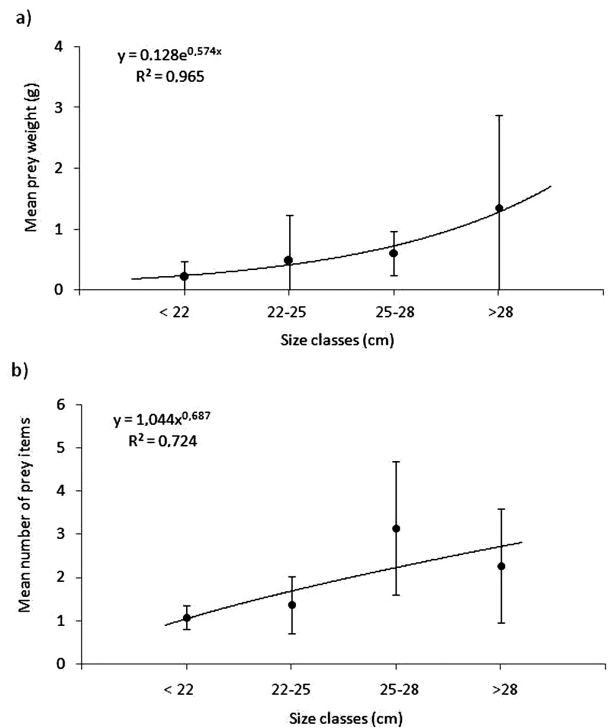 a)
y = 0.128e^0,574x
R² = 0,965
Mean prey weight (g)
4
3
2
1
0
< 22 22-25 25-28 >28
Size classes (cm)
b)
y = 1,044x^0,687
R² = 0,724
Mean number of prey items
6
5
4
3
2
1
0
< 22 22-25 25-28 >28
Size classes (cm)